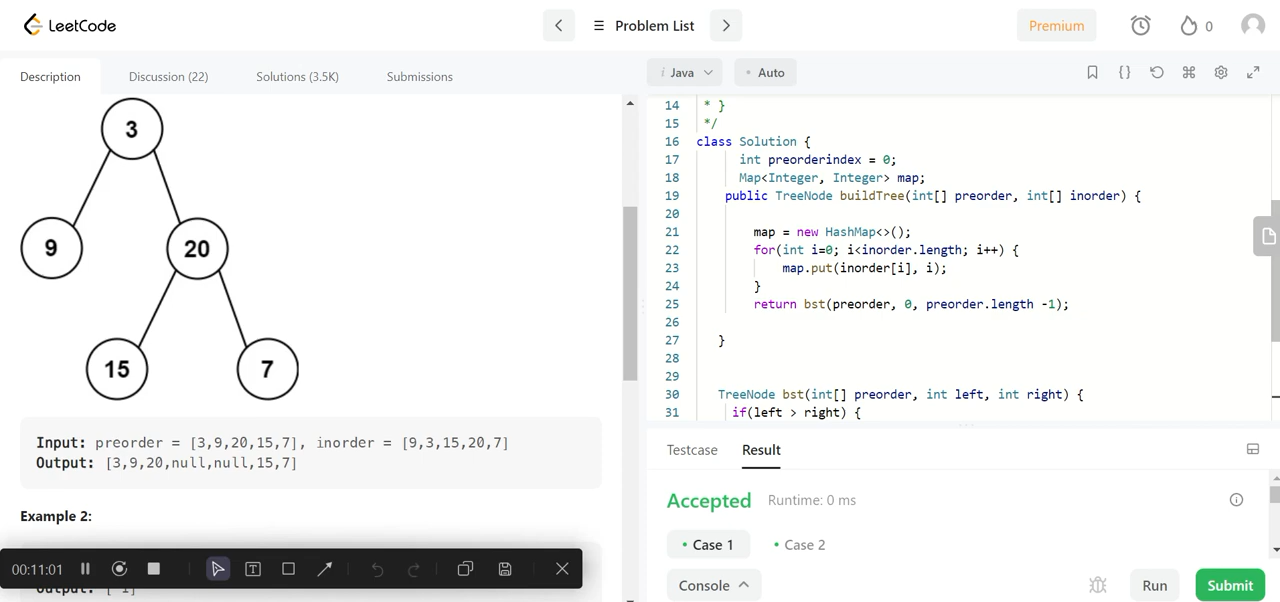 LeetCode
Problem List
Premium
0
Description
Discussion (22)
Solutions (3.5K)
Submissions
i Java
• Auto
3
9
20
15
7
Input: preorder = [3,9,20,15,7], inorder = [9,3,15,20,7]
Output: [3,9,20,null,null,15,7]
Example 2:
00:11:01
14 * }
15 */
16 class Solution {
17 int preorderindex = 0;
18 Map<Integer, Integer> map;
19 public TreeNode buildTree(int[] preorder, int[] inorder) {
20
21 map = new HashMap<>();
22 for(int i=0; i<inorder.length; i++) {
23 map.put(inorder[i], i);
24 }
25 return bst(preorder, 0, preorder.length -1);
26
27 }
28
29
30 TreeNode bst(int[] preorder, int left, int right) {
31 if(left > right) {
Testcase
Result
Accepted
Runtime: 0 ms
• Case 1
• Case 2
Console
Run
Submit